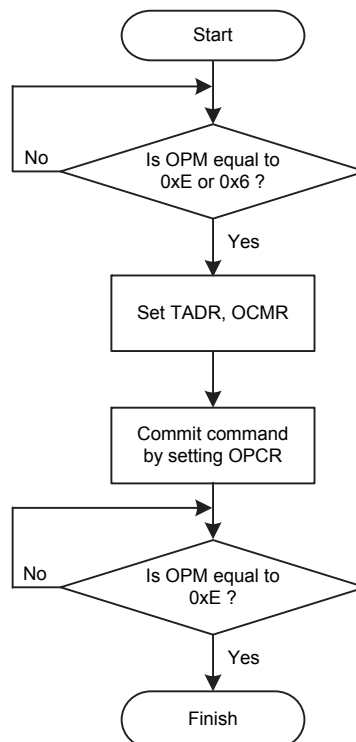 Start
No
Is OPM equal to
0xE or 0x6 ?
Yes
Set TADR, OCMR
Commit command
by setting OPCR
No
Is OPM equal to
0xE ?
Yes
Finish